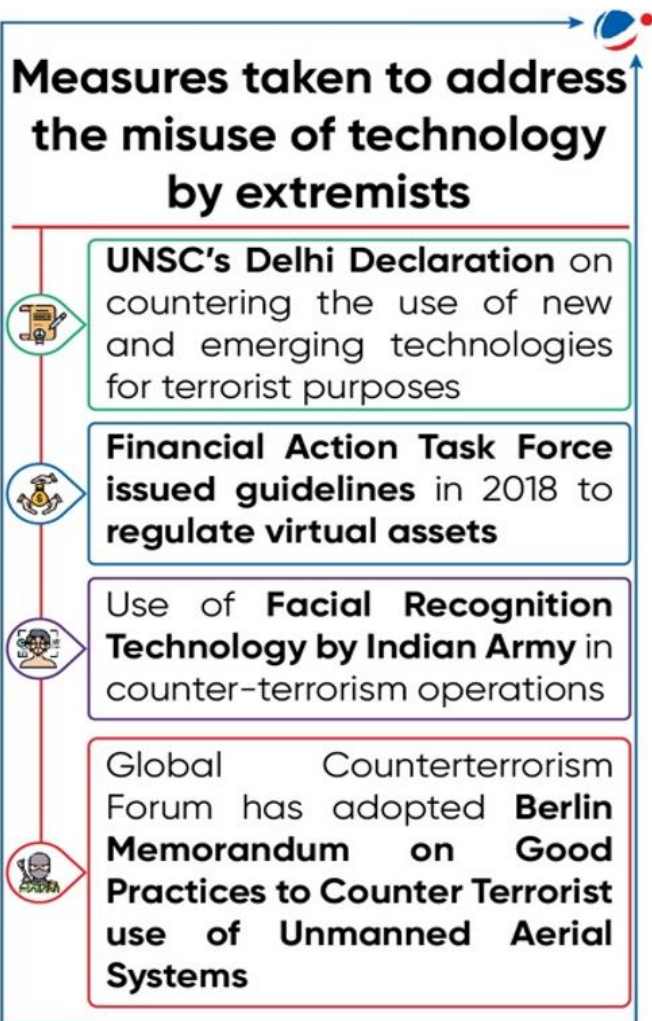 Measures taken to address
the misuse of technology
by extremists
UNSC's Delhi Declaration on
countering the use of new
and emerging technologies
for terrorist purposes
Financial Action Task Force
issued guidelines in 2018 to
regulate virtual assets
Use of Facial Recognition
Technology by Indian Army in
counter-terrorism operations
Global Counterterrorism
Forum has adopted Berlin
Memorandum on Good
Practices to Counter Terrorist
use of Unmanned Aerial
Systems